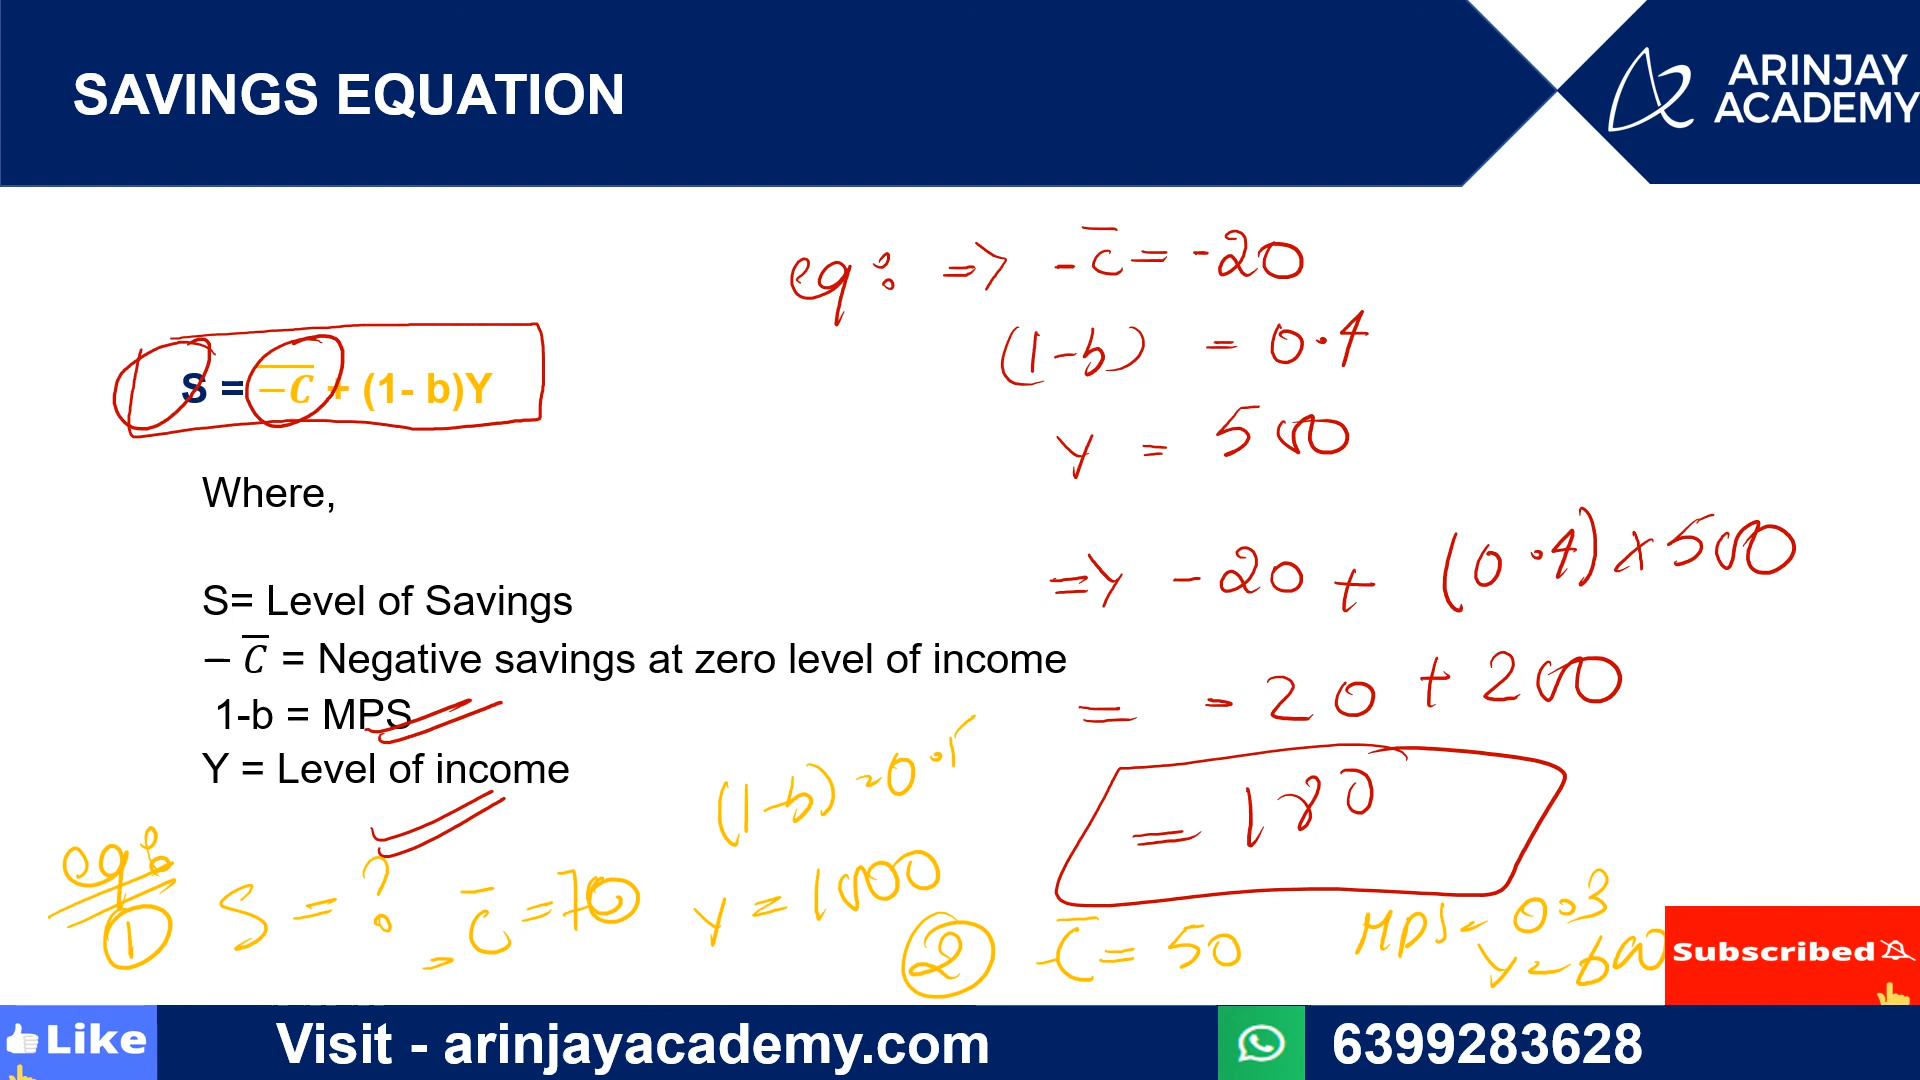 SAVINGS EQUATION
ARINJAY
ACADEMY
eq: => -C̅ = -20
(1-b) = 0.4
Y = 500
S = -C̅ + (1- b)Y
Where,
=> -20 + (0.4) x 500
S= Level of Savings
− C̅ = Negative savings at zero level of income
= -20 + 200
1-b = MPS
Y = Level of income
(1-b) = 0.5
= 180
eg:
① S = ? -C̅ = 70 Y = 1000
② -C̅ = 50 MPS = 0.3
Y = 600
Subscribed
Like
Visit - arinjayacademy.com
6399283628